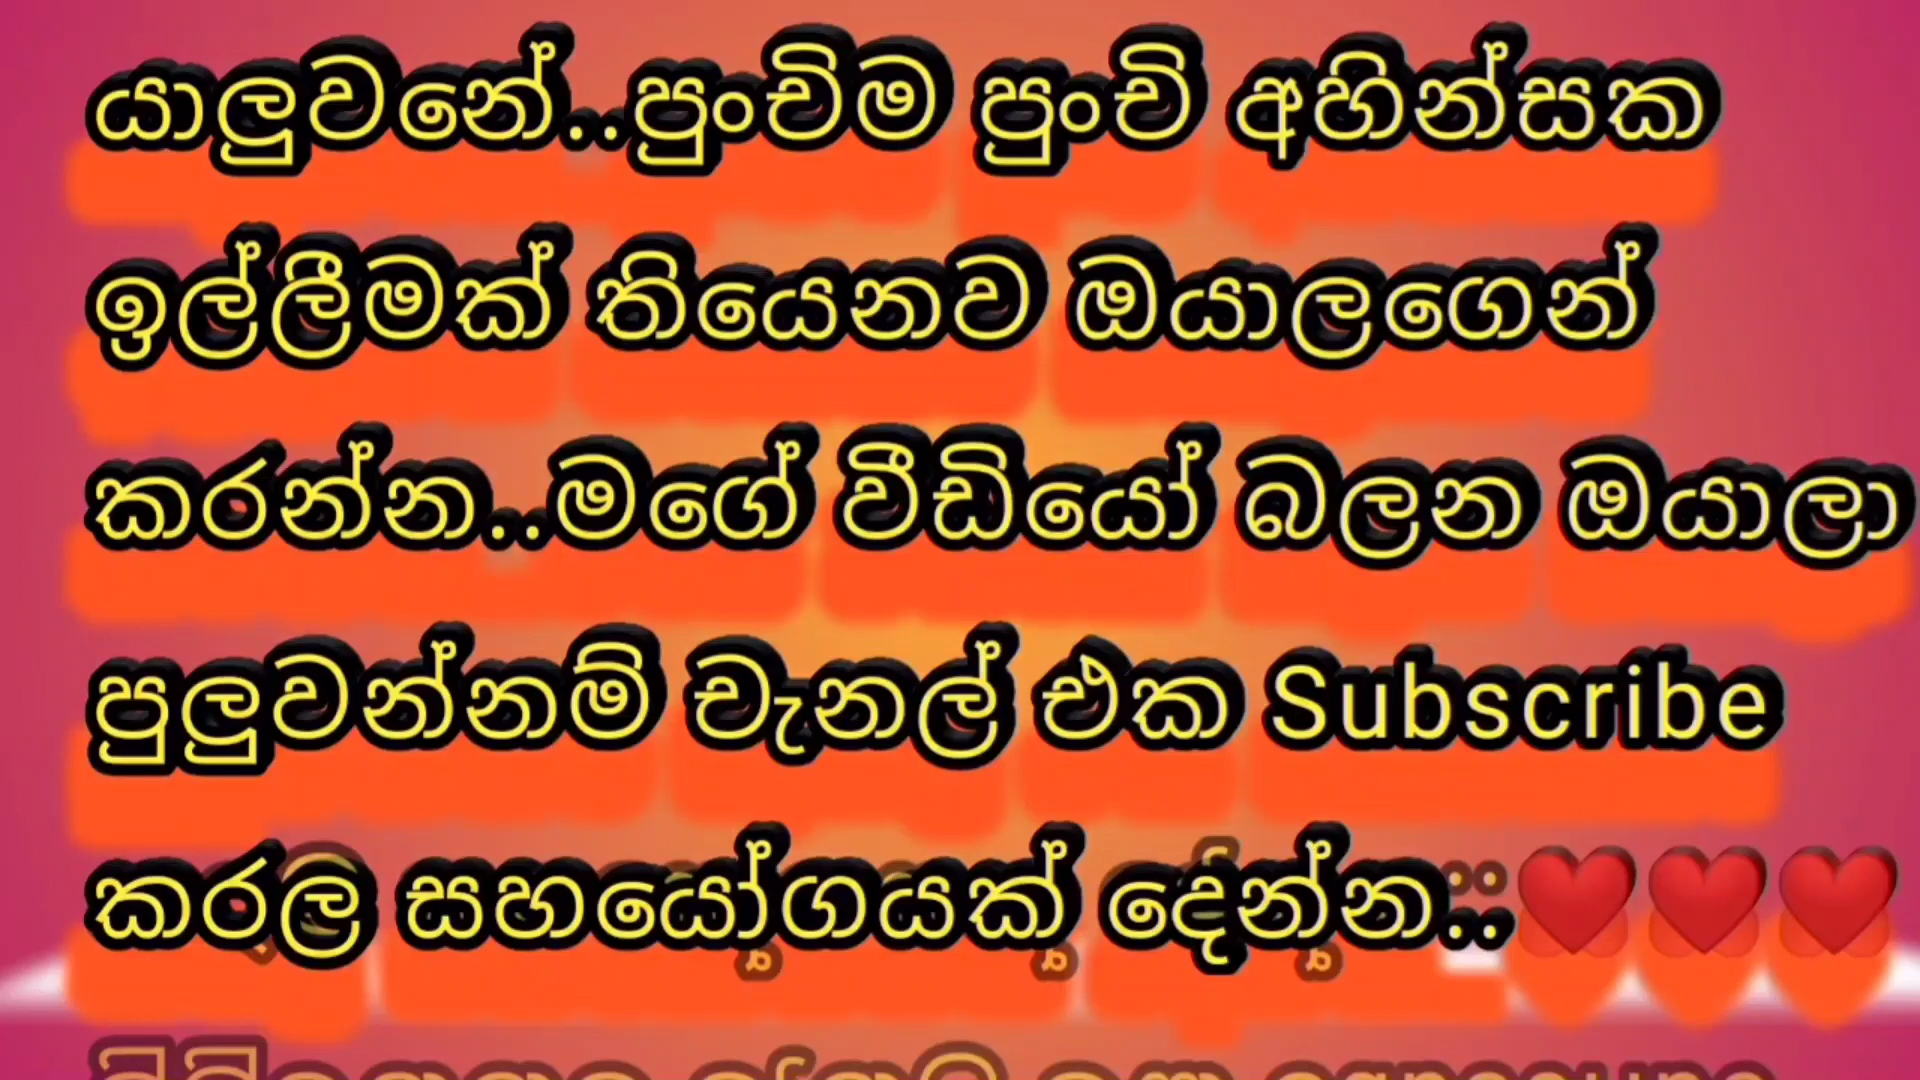 යාලුවනේ..පුංචිම පුංචි අහින්සක
ඉල්ලීමක් තියෙනව ඔයාලගෙන්
කරන්න..මගේ වීඩියෝ බලන ඔයාලා
පුලුවන්නම් චැනල් එක Subscribe
කරල සහයෝගයක් දෙන්න..❤❤❤